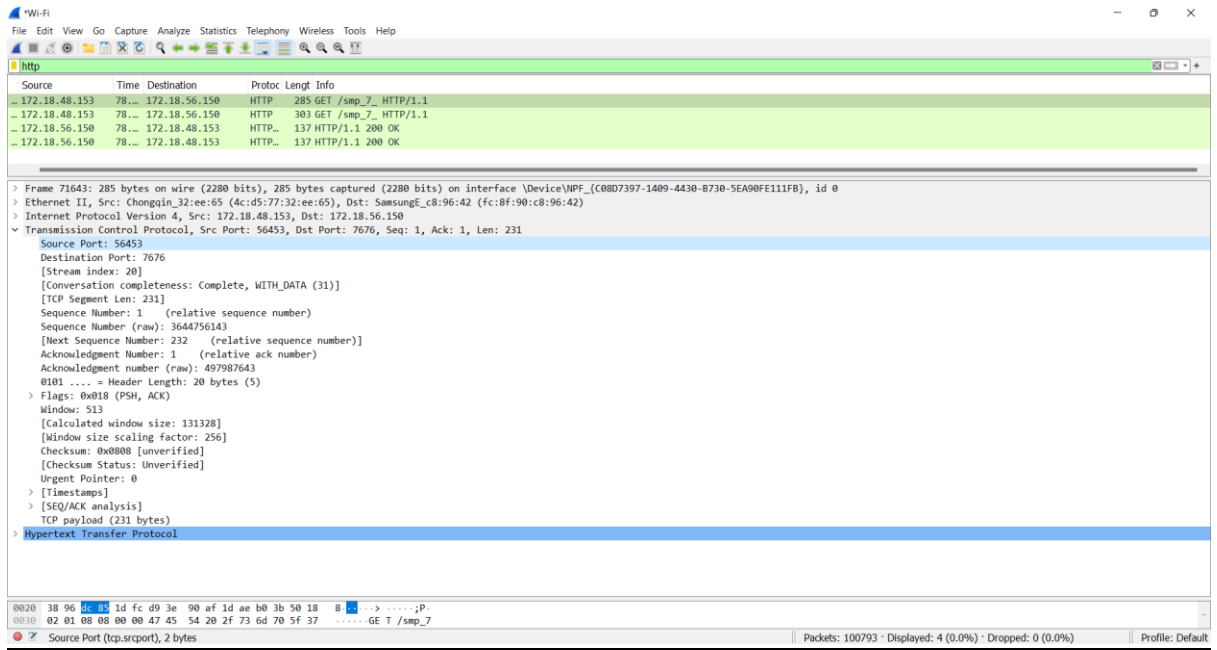 *Wi-Fi
File Edit View Go Capture Analyze Statistics Telephony Wireless Tools Help
http
Source Time Destination Protoc Lengt Info
… 172.18.48.153 78.… 172.18.56.150 HTTP 285 GET /smp_7_ HTTP/1.1
… 172.18.48.153 78.… 172.18.56.150 HTTP 303 GET /smp_7_ HTTP/1.1
… 172.18.56.150 78.… 172.18.48.153 HTTP… 137 HTTP/1.1 200 OK
… 172.18.56.150 78.… 172.18.48.153 HTTP… 137 HTTP/1.1 200 OK
> Frame 71643: 285 bytes on wire (2280 bits), 285 bytes captured (2280 bits) on interface \Device\NPF_{C08D7397-1409-4430-B730-5EA90FE111FB}, id 0
> Ethernet II, Src: Chongqin_32:ee:65 (4c:d5:77:32:ee:65), Dst: SamsungE_c8:96:42 (fc:8f:90:c8:96:42)
> Internet Protocol Version 4, Src: 172.18.48.153, Dst: 172.18.56.150
Transmission Control Protocol, Src Port: 56453, Dst Port: 7676, Seq: 1, Ack: 1, Len: 231
Source Port: 56453
Destination Port: 7676
[Stream index: 20]
[Conversation completeness: Complete, WITH_DATA (31)]
[TCP Segment Len: 231]
Sequence Number: 1 (relative sequence number)
Sequence Number (raw): 3644756143
[Next Sequence Number: 232 (relative sequence number)]
Acknowledgment Number: 1 (relative ack number)
Acknowledgment number (raw): 497987643
0101 .... = Header Length: 20 bytes (5)
> Flags: 0x018 (PSH, ACK)
Window: 513
[Calculated window size: 131328]
[Window size scaling factor: 256]
Checksum: 0x0808 [unverified]
[Checksum Status: Unverified]
Urgent Pointer: 0
> [Timestamps]
> [SEQ/ACK analysis]
TCP payload (231 bytes)
> Hypertext Transfer Protocol
0020 38 96 dc 85 1d fc d9 3e 90 af 1d ae b0 3b 50 18 8······> ·····;P·
0030 02 01 08 08 00 00 47 45 54 20 2f 73 6d 70 5f 37 ······GE T /smp_7
Source Port (tcp.srcport), 2 bytes
Packets: 100793 · Displayed: 4 (0.0%) · Dropped: 0 (0.0%)
Profile: Default